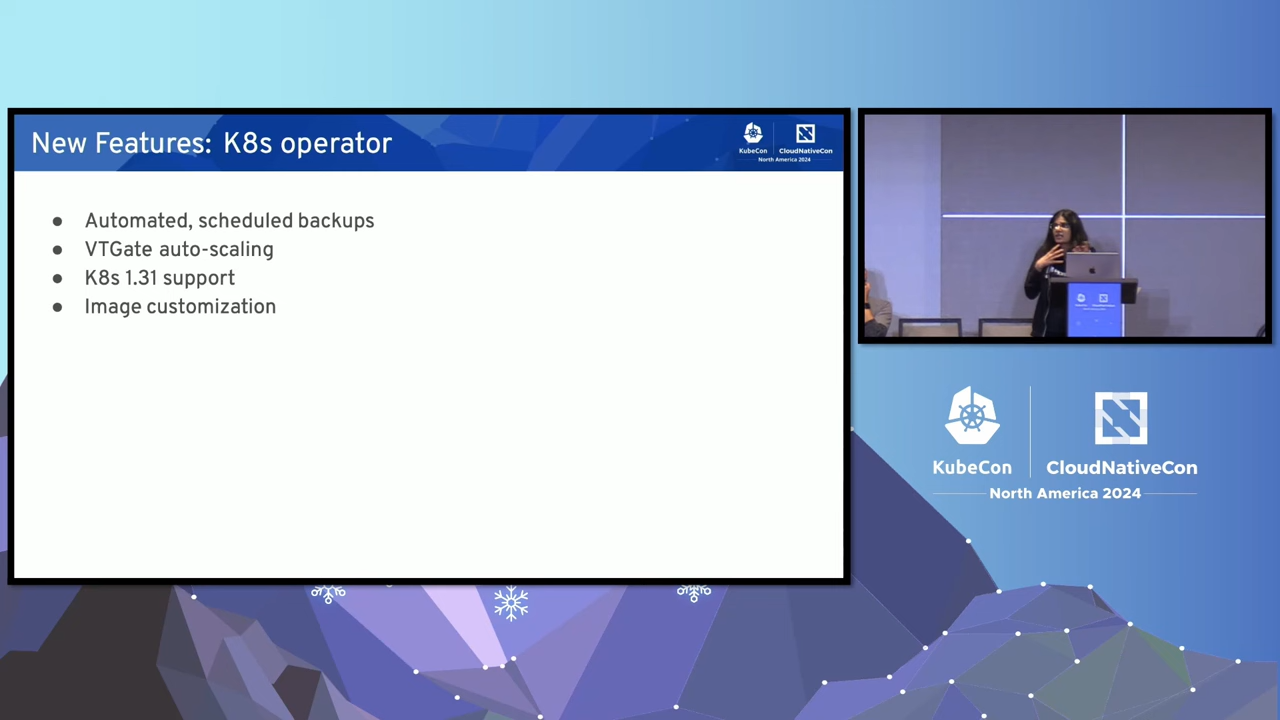 New Features: K8s operator
KubeCon
CloudNativeCon
North America 2024
● Automated, scheduled backups
● VTGate auto-scaling
● K8s 1.31 support
● Image customization
KubeCon
CloudNativeCon
North America 2024